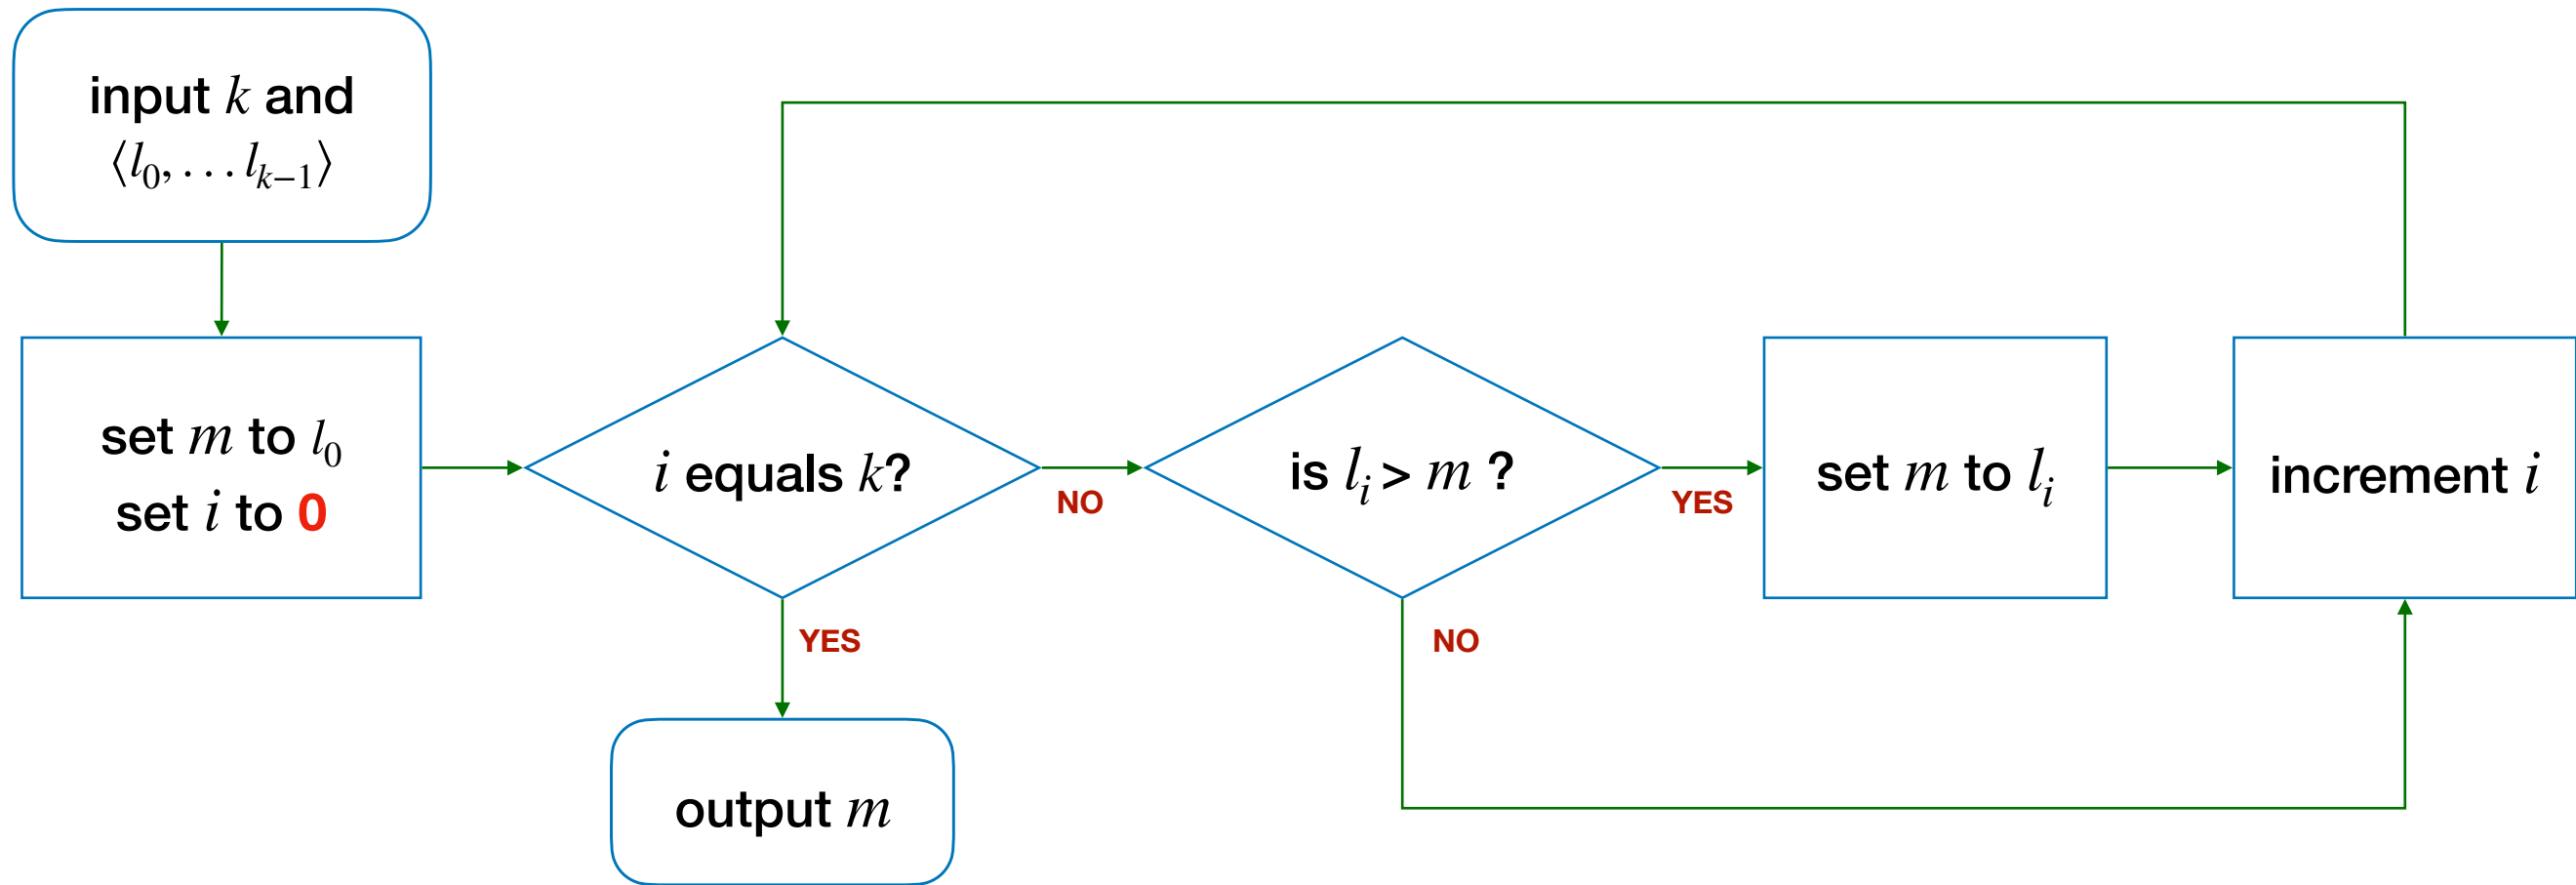 input k and
⟨l₀, . . . lₖ₋₁⟩
set m to l₀
set i to 0
i equals k?
NO
YES
is lᵢ > m ?
YES
NO
set m to lᵢ
increment i
output m